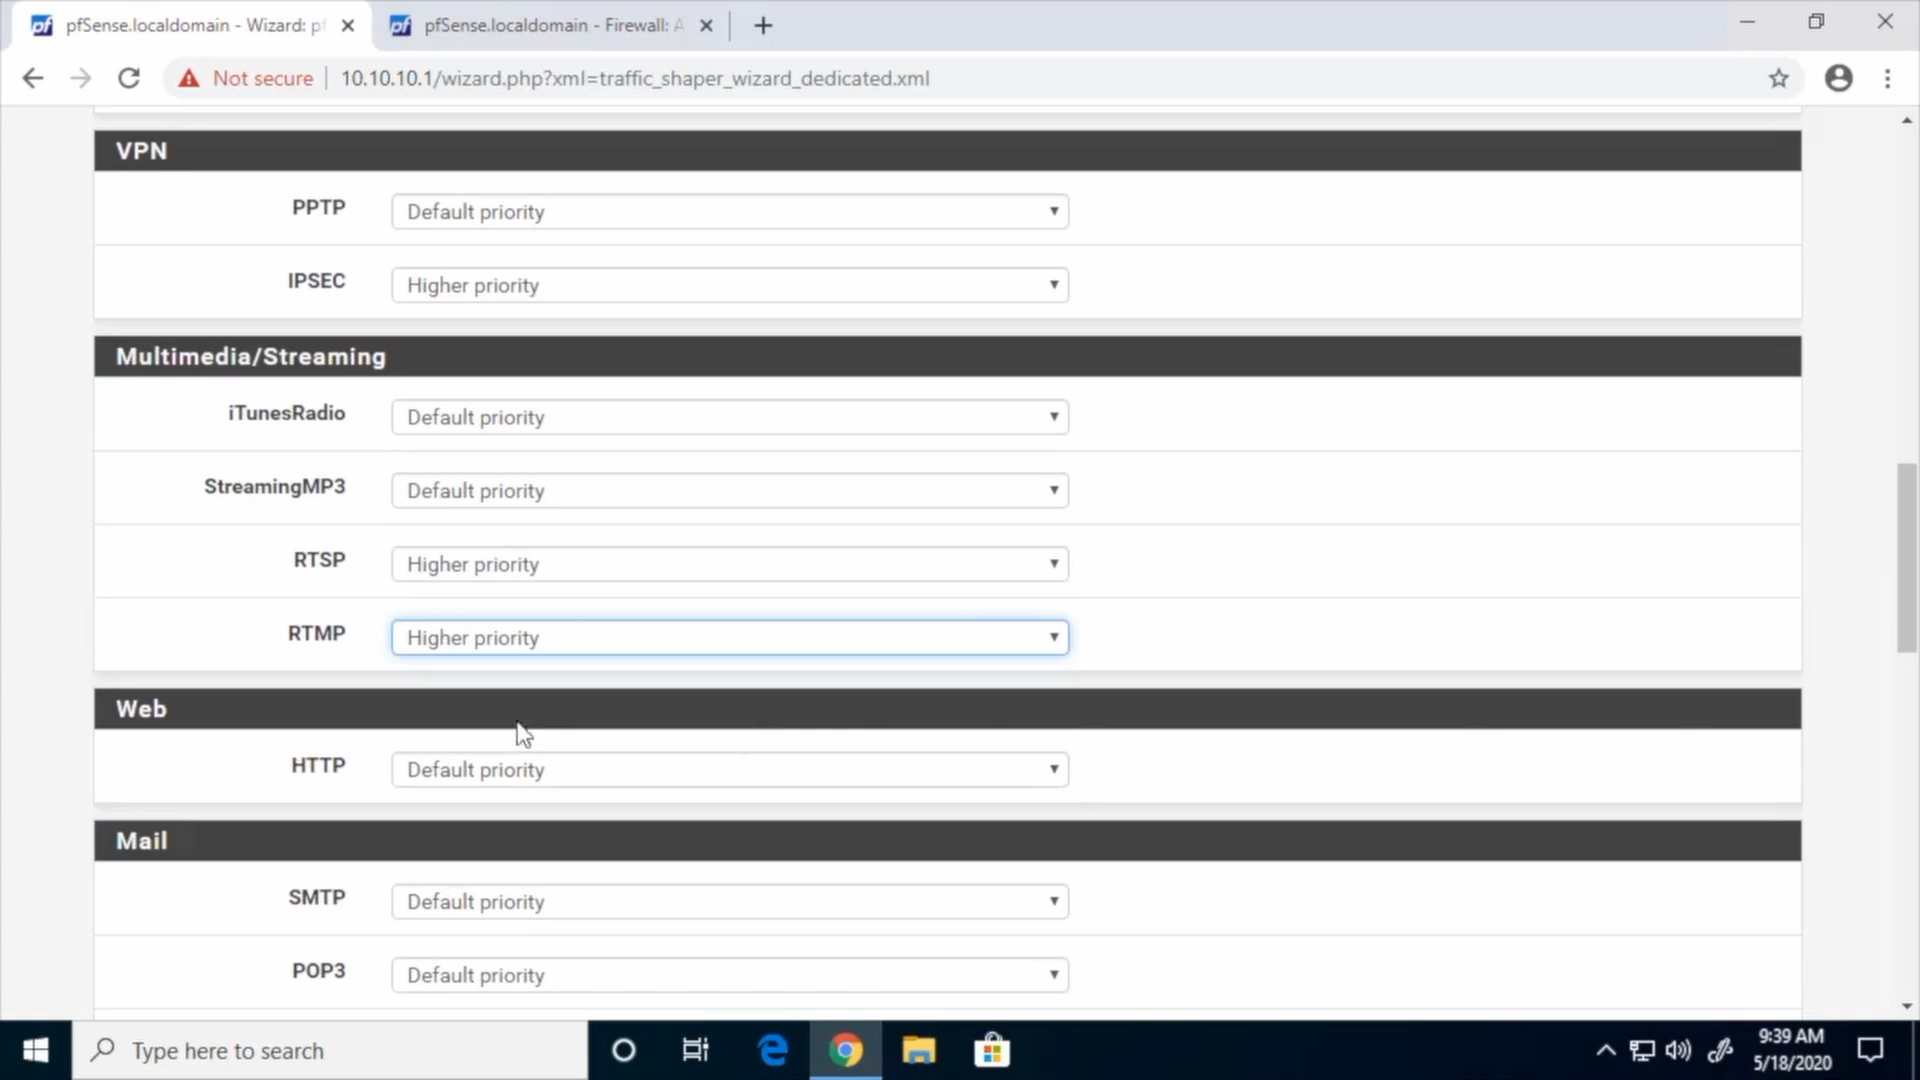 pfSense.localdomain - Wizard: pf
pfSense.localdomain - Firewall: A
Not secure
10.10.10.1/wizard.php?xml=traffic_shaper_wizard_dedicated.xml
VPN
PPTP Default priority
IPSEC Higher priority
Multimedia/Streaming
iTunesRadio Default priority
StreamingMP3 Default priority
RTSP Higher priority
RTMP Higher priority
Web
HTTP Default priority
Mail
SMTP Default priority
POP3 Default priority
Type here to search
9:39 AM
5/18/2020